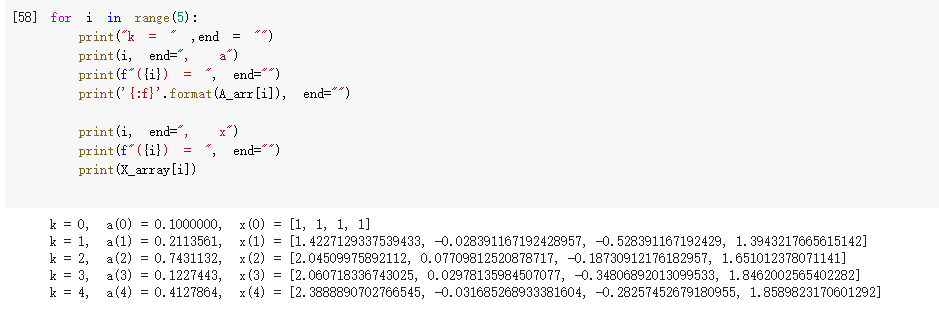 [58] for i in range(5):
print("k = " ,end = "")
print(i, end=", a")
print(f"({i}) = ", end="")
print('{:f}'.format(A_arr[i]), end="")
print(i, end=", x")
print(f"({i}) = ", end="")
print(X_array[i])
k = 0, a(0) = 0.1000000, x(0) = [1, 1, 1, 1]
k = 1, a(1) = 0.2113561, x(1) = [1.4227129337539433, -0.028391167192428957, -0.528391167192429, 1.3943217665615142]
k = 2, a(2) = 0.7431132, x(2) = [2.04509975892112, 0.07709812520878717, -0.18730912176182957, 1.651012378071141]
k = 3, a(3) = 0.1227443, x(3) = [2.060718336743025, 0.02978135984507077, -0.34806892013099533, 1.8462002565402282]
k = 4, a(4) = 0.4127864, x(4) = [2.3888890702766545, -0.031685268933381604, -0.28257452679180955, 1.8589823170601292]